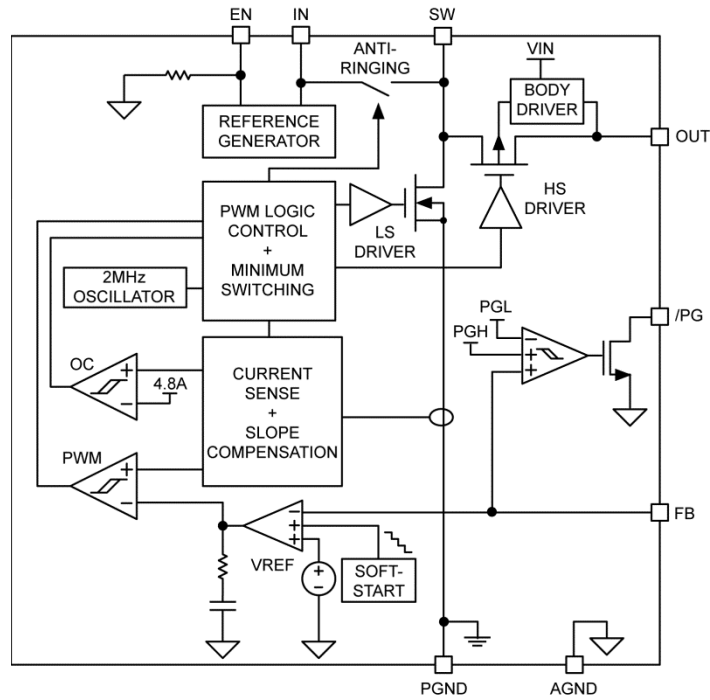 EN
IN
SW
ANTI-
RINGING
VIN
BODY
DRIVER
REFERENCE
GENERATOR
OUT
PWM LOGIC
CONTROL
+
MINIMUM
SWITCHING
LS
DRIVER
HS
DRIVER
2MHz
OSCILLATOR
PGL
PGH
−
+
+
/PG
OC
+
−
4.8A
CURRENT
SENSE
+
SLOPE
COMPENSATION
PWM
+
−
−
+
+
FB
VREF
+
−
SOFT-
START
PGND
AGND